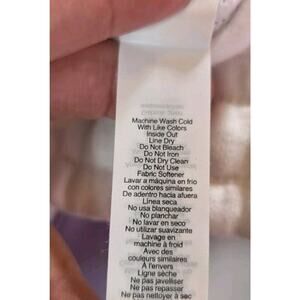 Machine Wash Cold
With Like Colors
Inside Out
Line Dry
Do Not Bleach
Do Not Iron
Do Not Dry Clean
Do Not Use
Fabric Softener
Lavar a máquina en frío
con colores similares
De adentro hacia afuera
Línea seca
No usa blanqueador
No planchar
No lavar en seco
No utilizar suavizante
Lavage en
machine à froid
Avec des
couleurs similaires
À l'envers
Ligne sèche
Ne pas javelliser
Ne pas repasser
Ne pas nettoyer à sec